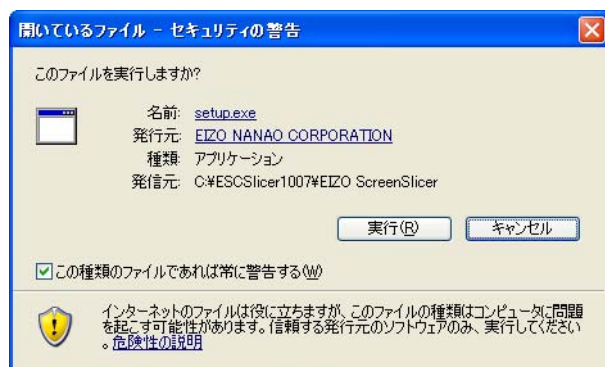 開いているファイル - セキュリティの警告
このファイルを実行しますか?
名前: setup.exe
発行元: EIZO NANAO CORPORATION
種類: アプリケーション
発信元: C:¥ESCSlicer1007¥EIZO ScreenSlicer
実行(R) キャンセル
この種類のファイルであれば常に警告する(W)
インターネットのファイルは役に立ちますが、このファイルの種類はコンピュータに問題
を起こす可能性があります。信頼する発行元のソフトウェアのみ、実行してください
。危険性の説明